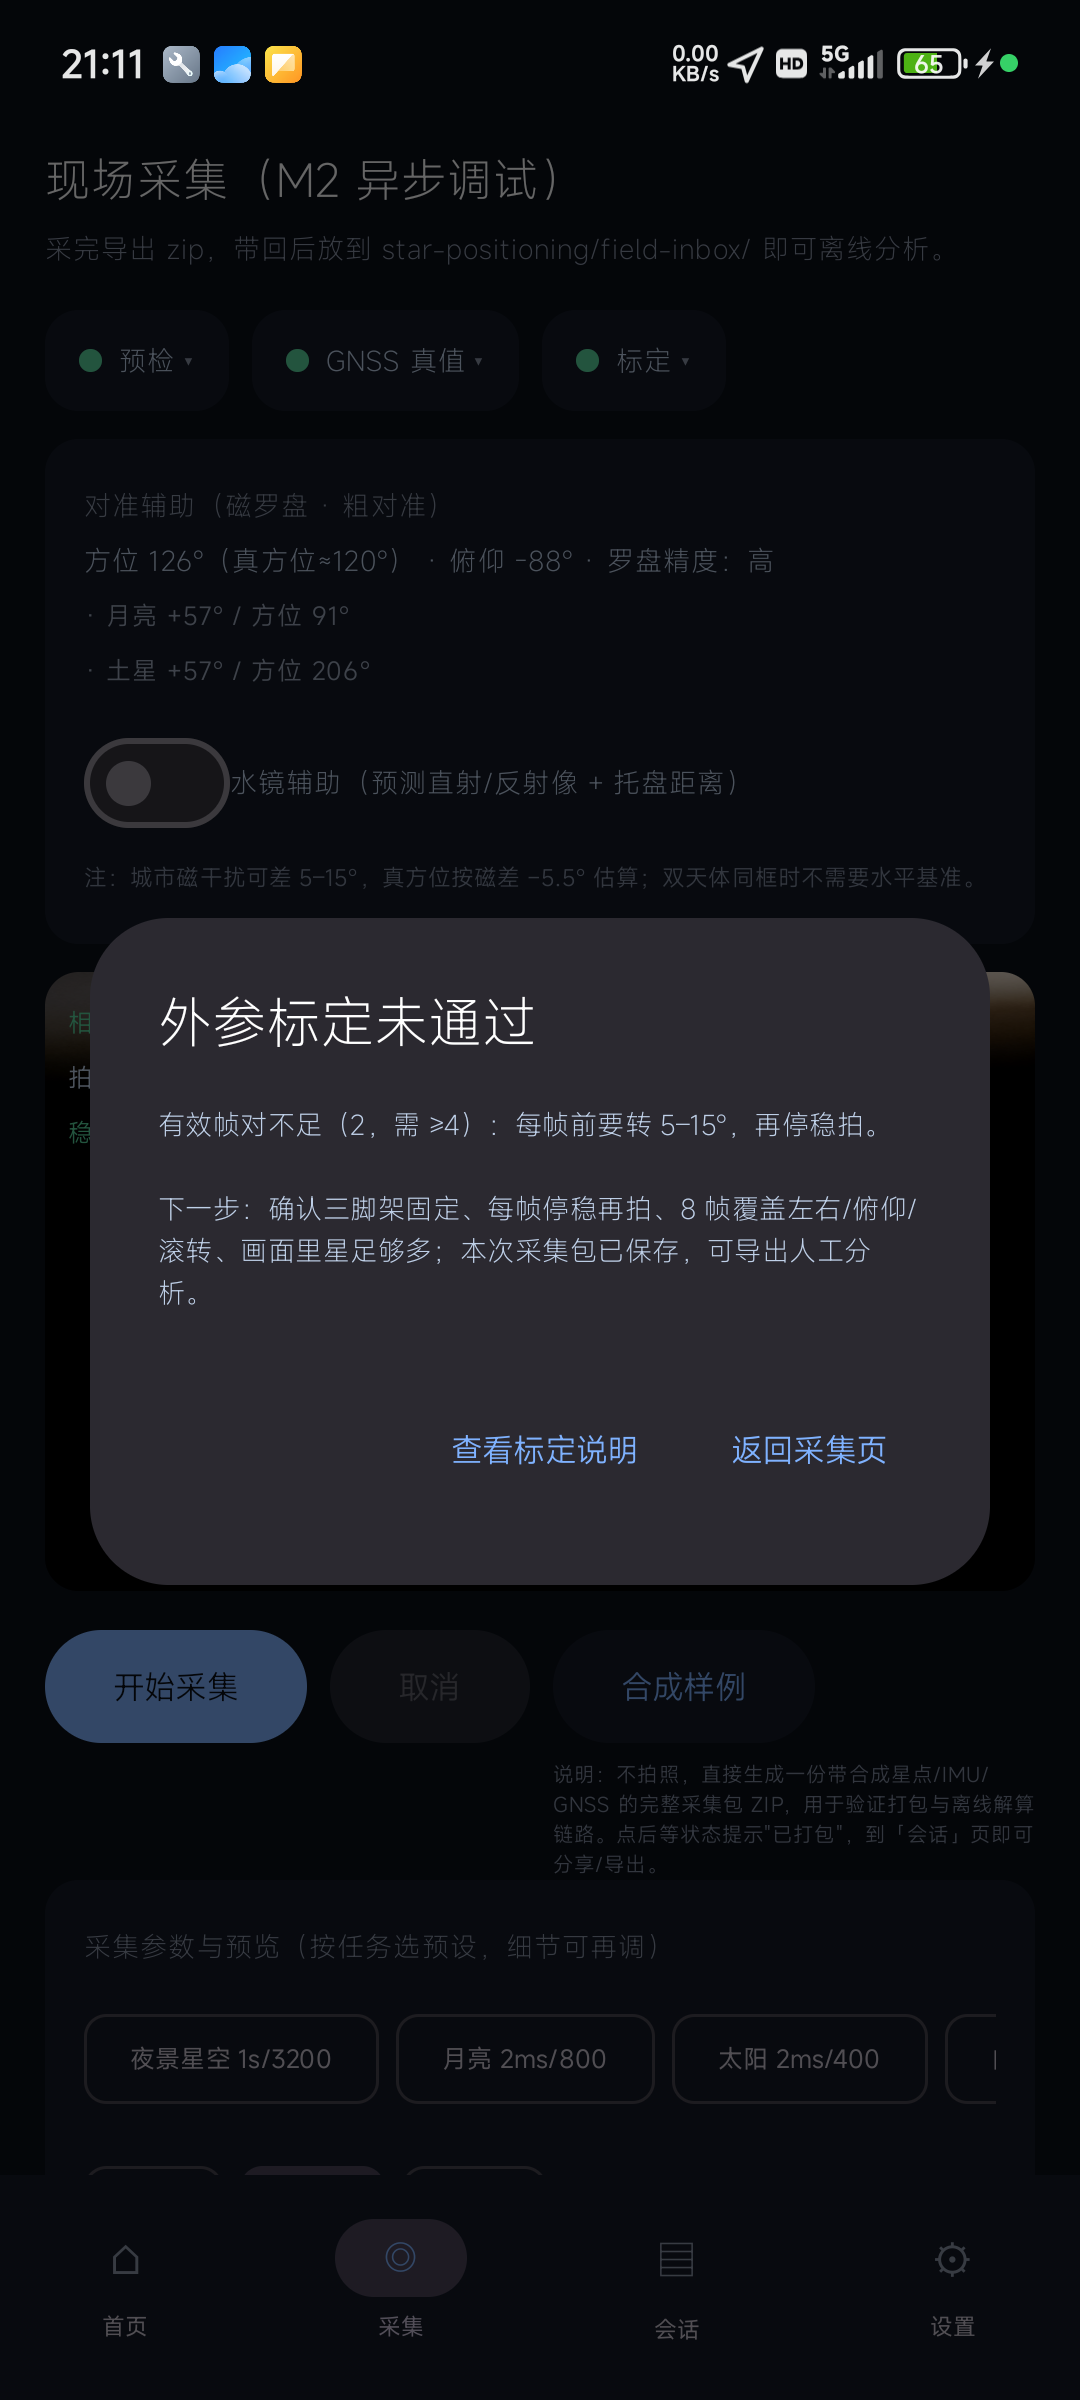 21:11
0.00 KB/s
HD
5G
65
现场采集（M2 异步调试）
采完导出 zip，带回后放到 star-positioning/field-inbox/ 即可离线分析。
预检 ▾
GNSS 真值 ▾
标定 ▾
对准辅助（磁罗盘 · 粗对准）
方位 126°（真方位≈120°） · 俯仰 -88° · 罗盘精度：高
· 月亮 +57° / 方位 91°
· 土星 +57° / 方位 206°
水镜辅助（预测直射/反射像 + 托盘距离）
注：城市磁干扰可差 5–15°，真方位按磁差 -5.5° 估算；双天体同框时不需要水平基准。
相
拍
稳
外参标定未通过
有效帧对不足（2，需 ≥4）：每帧前要转 5–15°，再停稳拍。
下一步：确认三脚架固定、每帧停稳再拍、8 帧覆盖左右/俯仰/
滚转、画面里星足够多；本次采集包已保存，可导出人工分
析。
查看标定说明
返回采集页
开始采集
取消
合成样例
说明：不拍照，直接生成一份带合成星点/IMU/
GNSS 的完整采集包 ZIP，用于验证打包与离线解算
链路。点后等状态提示"已打包"，到「会话」页即可
分享/导出。
采集参数与预览（按任务选预设，细节可再调）
夜景星空 1s/3200
月亮 2ms/800
太阳 2ms/400
首页
采集
会话
设置